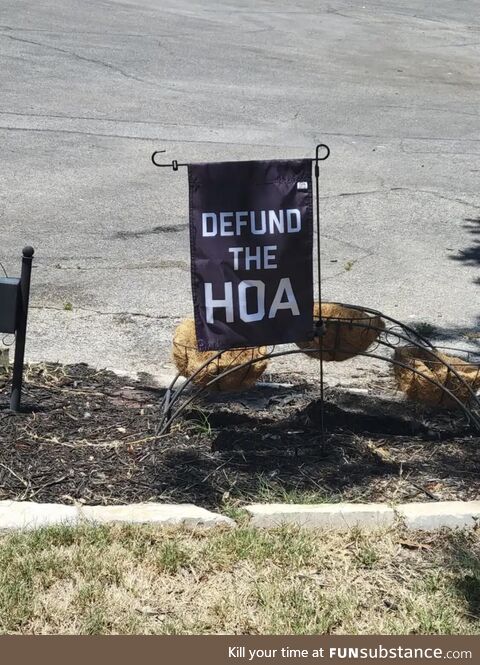 DEFUND
THE
HOA
Kill your time at FUNsubstance.com